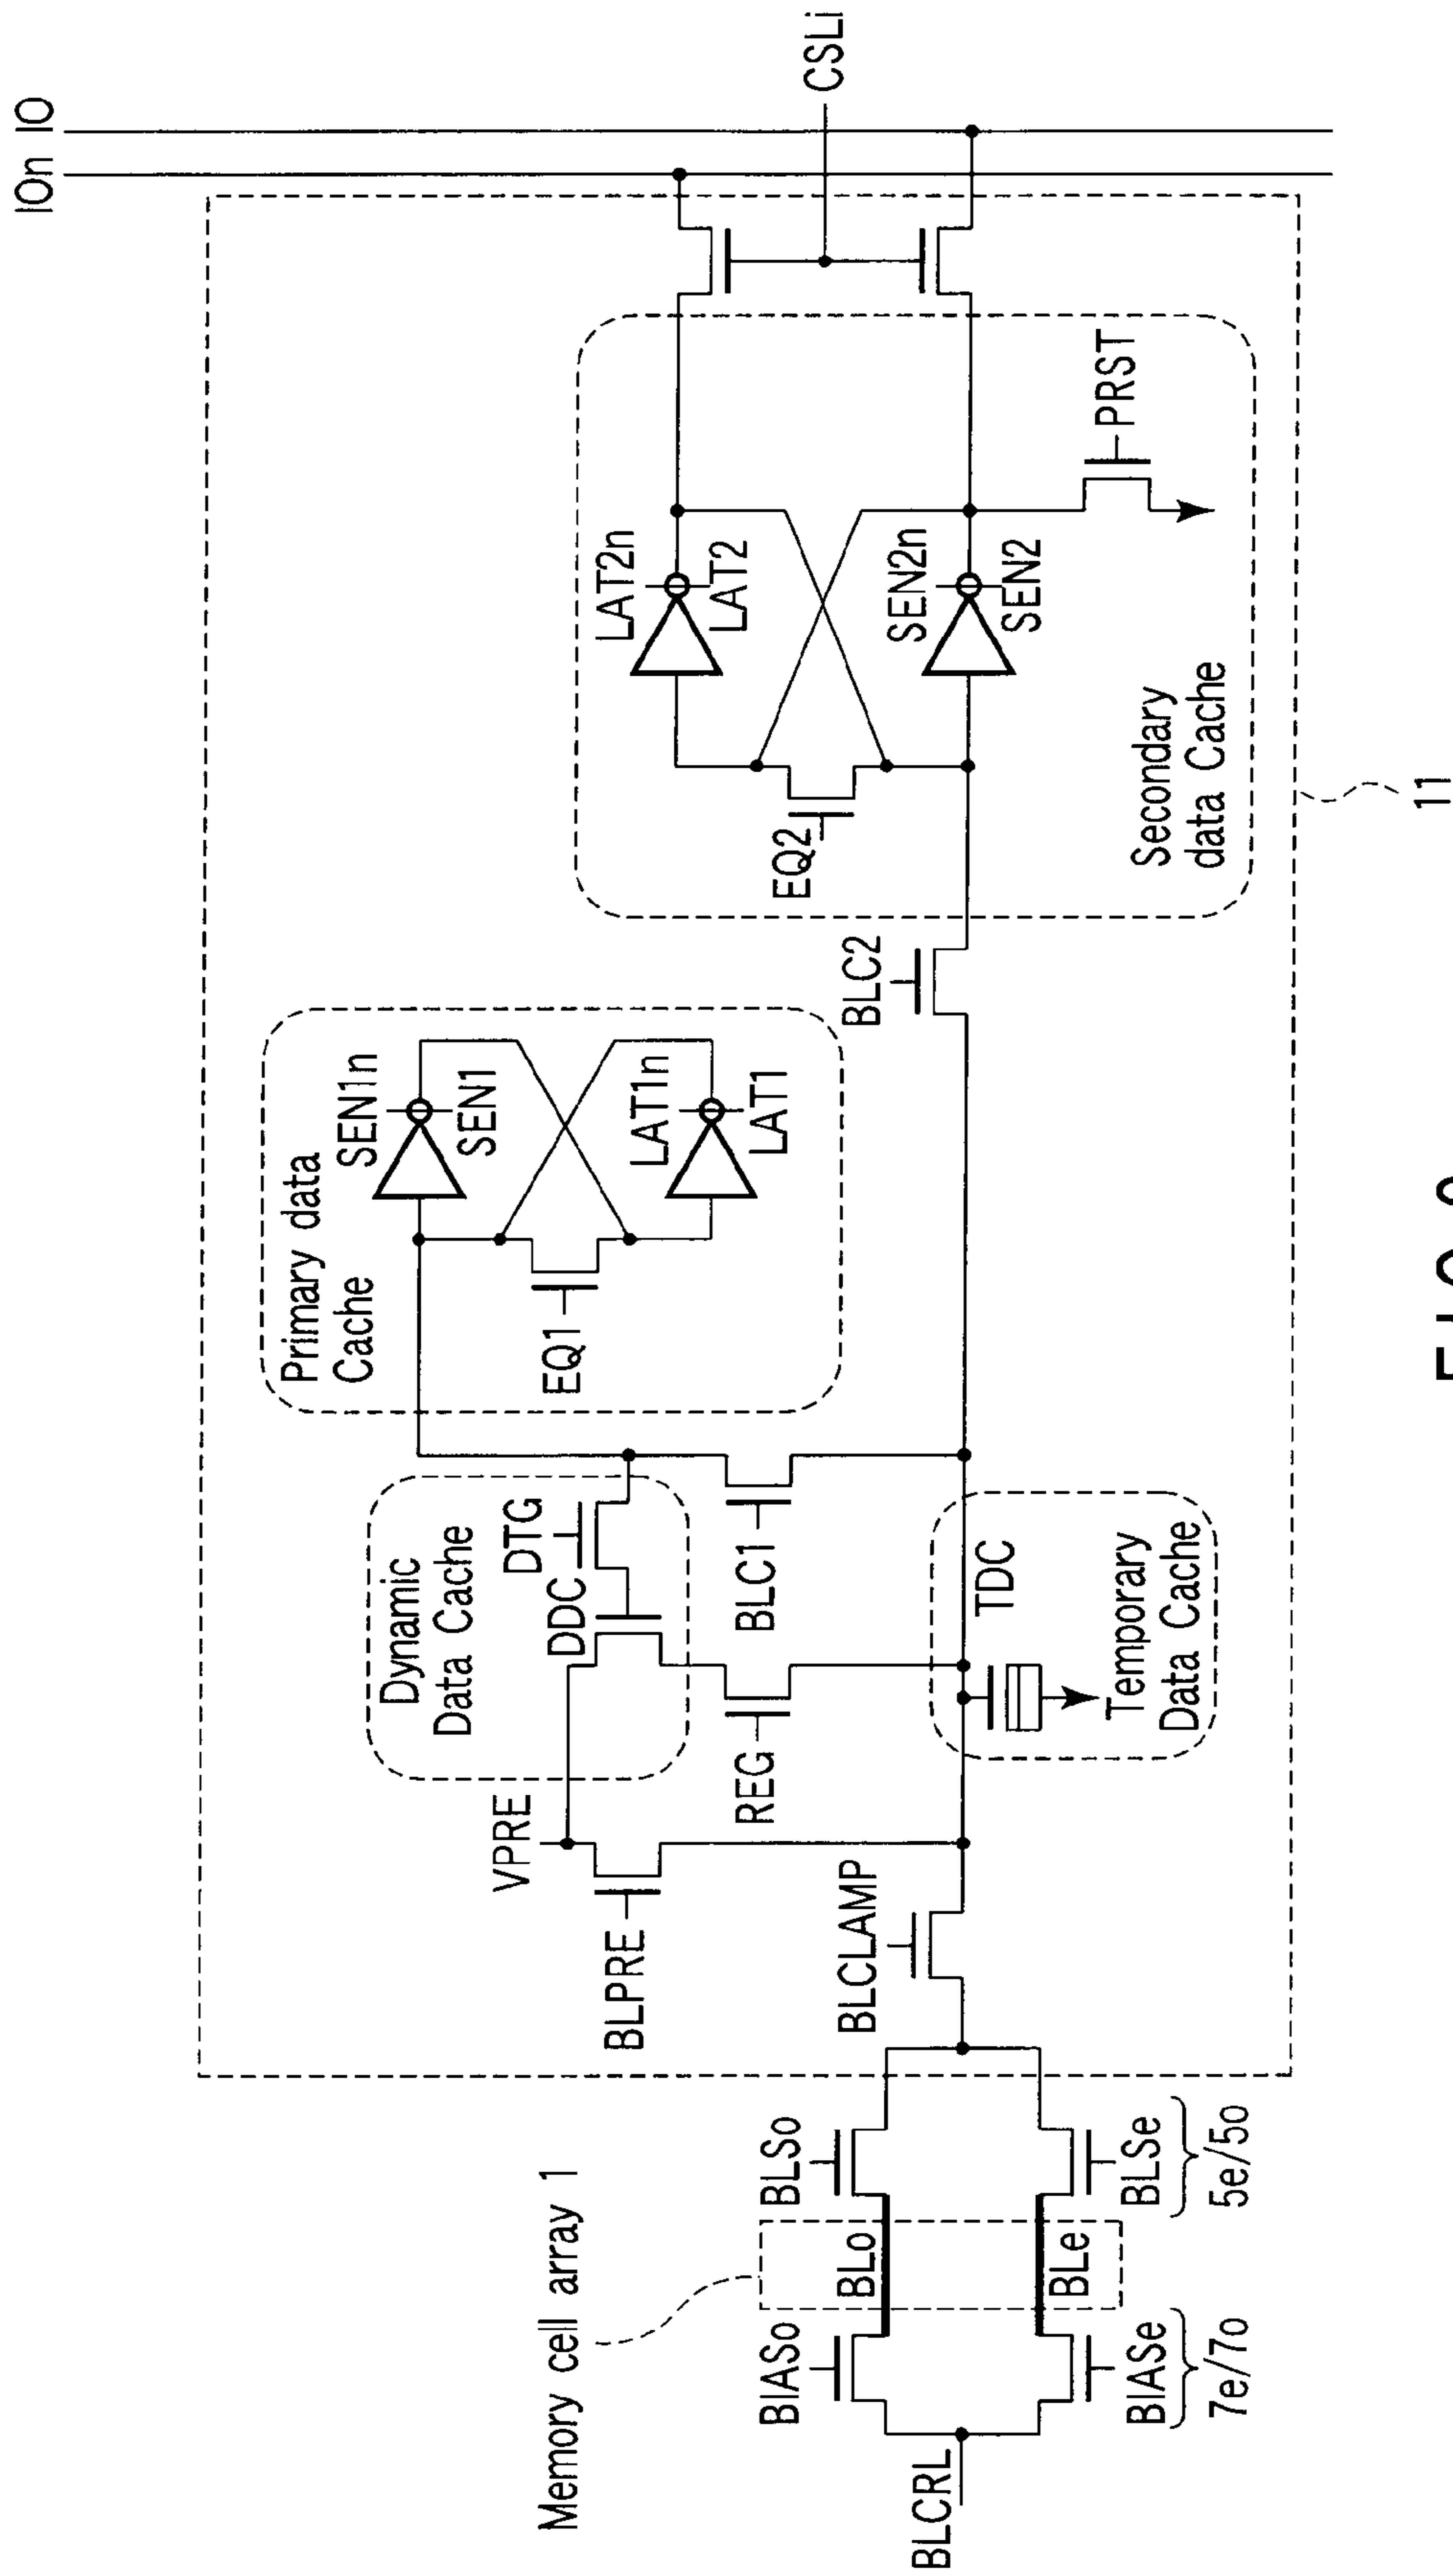 Memory cell array 1
BLCRL
BIASo
BIASe
7e/7o
BLo
BLe
BLSo
BLSe
5e/5o
BLPRE
VPRE
BLCLAMP
Dynamic
Data Cache
DDC
DTG
REG
BLC1
TDC
Temporary
Data Cache
Primary data
Cache
EQ1
SEN1n
SEN1
LAT1n
LAT1
BLC2
EQ2
LAT2n
LAT2
SEN2n
SEN2
Secondary
data Cache
PRST
CSLi
IOn IO
11